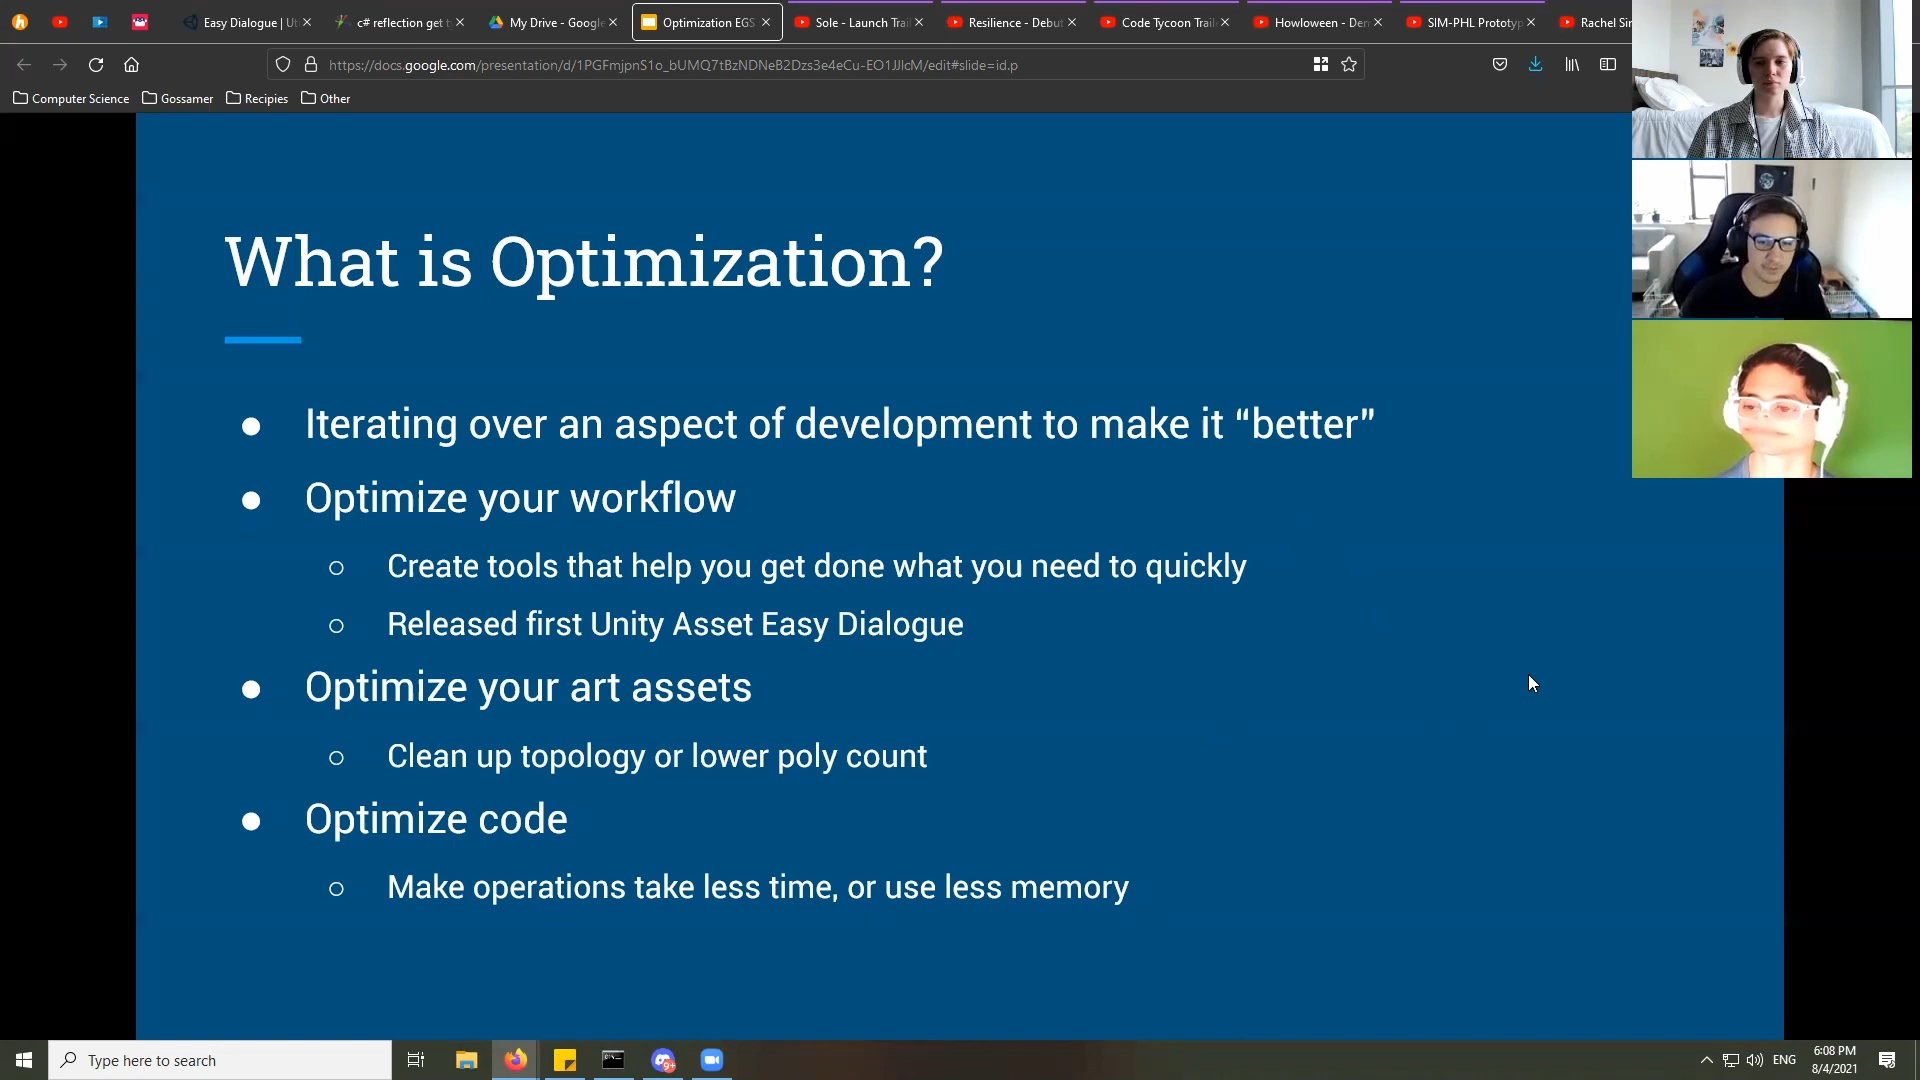 Easy Dialogue | Ut
c# reflection get t
My Drive - Google
Optimization EGS
Sole - Launch Trai
Resilience - Debut
Code Tycoon Trail
Howloween - Dem
SIM-PHL Prototyp
Rachel Sim
https://docs.google.com/presentation/d/1PGFmjpnS1o_bUMQ7tBzNDNeB2Dzs3e4eCu-EO1JJlcM/edit#slide=id.p
Computer Science
Gossamer
Recipies
Other
What is Optimization?
● Iterating over an aspect of development to make it “better”
● Optimize your workflow
○ Create tools that help you get done what you need to quickly
○ Released first Unity Asset Easy Dialogue
● Optimize your art assets
○ Clean up topology or lower poly count
● Optimize code
○ Make operations take less time, or use less memory
Type here to search
9+
ENG
6:08 PM
8/4/2021